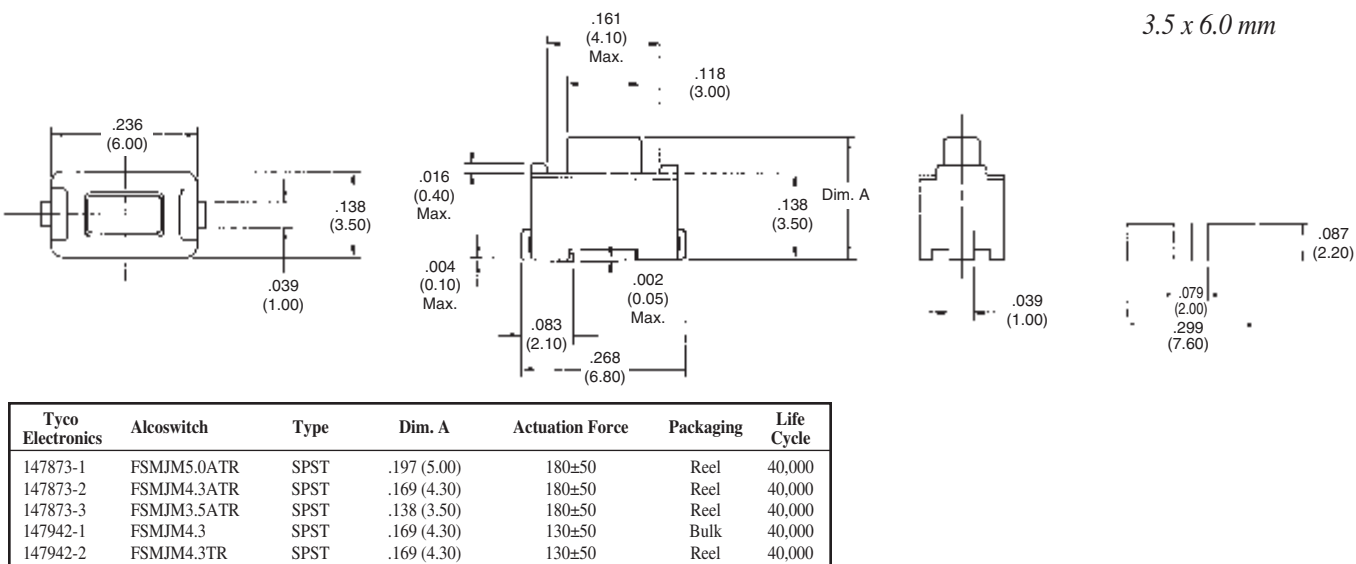 3.5 x 6.0 mm
.161
(4.10)
Max.
.118
(3.00)
.236
(6.00)
.138
(3.50)
.039
(1.00)
.016
(0.40)
Max.
.004
(0.10)
Max.
.083
(2.10)
.002
(0.05)
Max.
.268
(6.80)
.138
(3.50)
Dim. A
.039
(1.00)
.087
(2.20)
.079
(2.00)
.299
(7.60)
Tyco Electronics Alcoswitch Type Dim. A Actuation Force Packaging Life Cycle
147873-1 FSMJM5.0ATR SPST .197 (5.00) 180±50 Reel 40,000
147873-2 FSMJM4.3ATR SPST .169 (4.30) 180±50 Reel 40,000
147873-3 FSMJM3.5ATR SPST .138 (3.50) 180±50 Reel 40,000
147942-1 FSMJM4.3 SPST .169 (4.30) 130±50 Bulk 40,000
147942-2 FSMJM4.3TR SPST .169 (4.30) 130±50 Reel 40,000